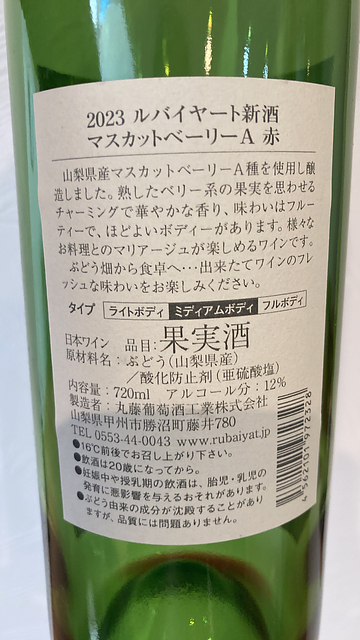 2023 ルバイヤート新酒
マスカットベーリーA 赤
山梨県産マスカットベーリーA種を使用し醸
造しました。熟したベリー系の果実を思わせる
チャーミングで華やかな香り、味わいはフルー
ティーで、ほどよいボディーがあります。様々な
お料理とのマリアージュが楽しめるワインです。
ぶどう畑から食卓へ…出来たてワインのフレ
ッシュな味わいをお楽しみください。
タイプ ライトボディ ミディアムボディ フルボディ
日本ワイン 品目:果実酒
原材料名:ぶどう(山梨県産)
/酸化防止剤(亜硫酸塩)
内容量:720ml アルコール分:12%
製造者:丸藤葡萄酒工業株式会社
山梨県甲州市勝沼町藤井780
TEL 0553-44-0043 www.rubaiyat.jp
●16℃前後でお召し上がり下さい。
●飲酒は20歳になってから。
●妊娠中や授乳期の飲酒は、胎児・乳児の
発育に悪影響を与えるおそれがあります。
●ぶどう由来の成分が沈殿することがあり
ますが、品質には問題ありません。
4 562101 972328